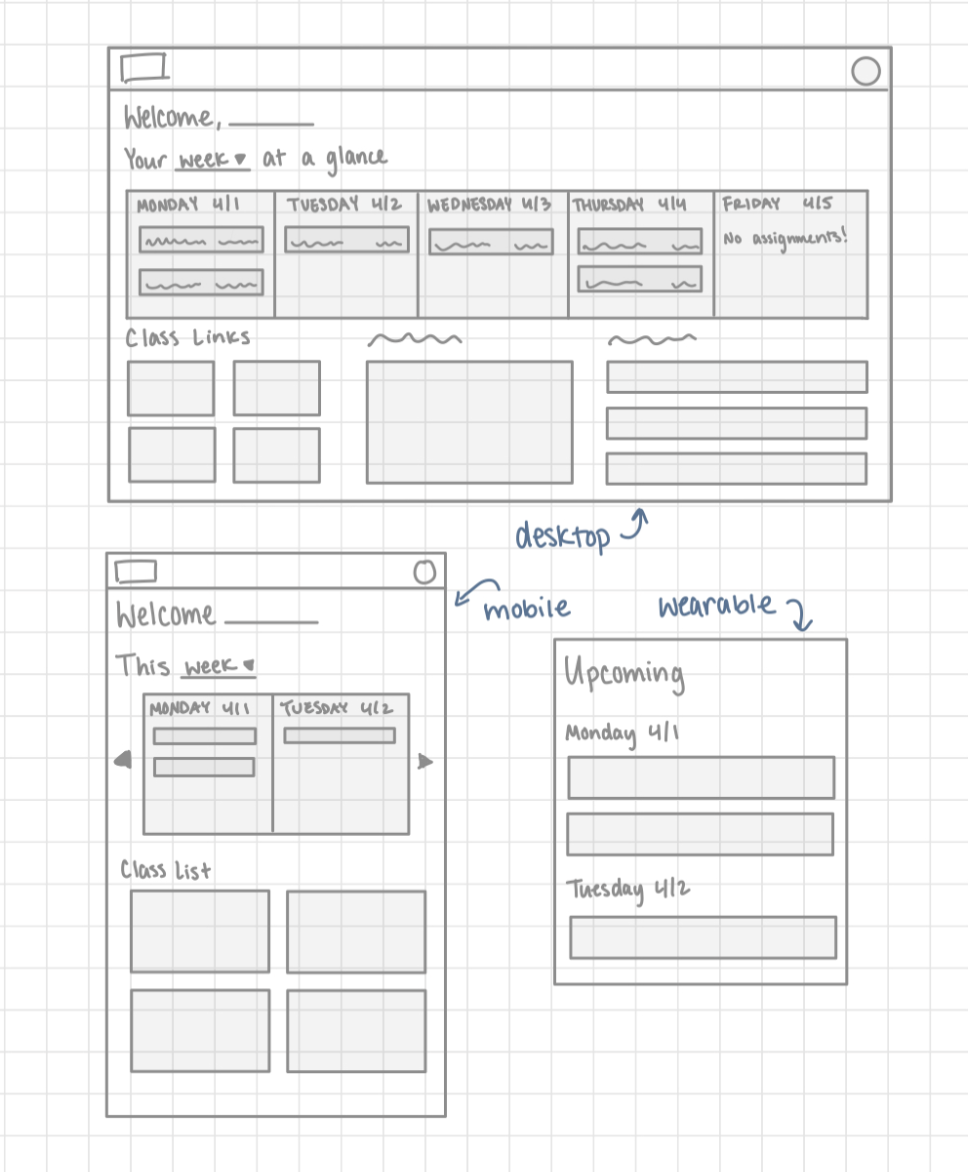 Welcome, ______
Your week ▾ at a glance
MONDAY 4/1 TUESDAY 4/2 WEDNESDAY 4/3 THURSDAY 4/4 FRIDAY 4/5
No assignments!
Class Links
desktop
mobile
wearable
Welcome ______
This week ▾
MONDAY 4/1 TUESDAY 4/2
Class List
Upcoming
Monday 4/1
Tuesday 4/2